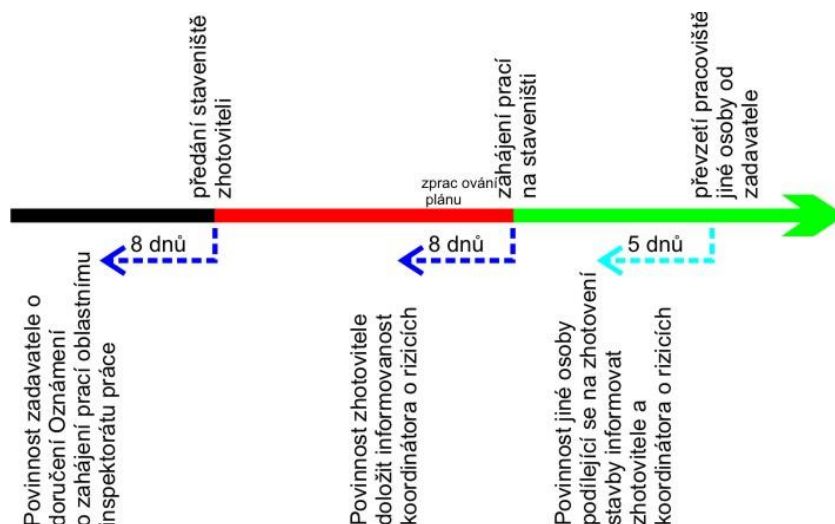 předání staveniště
zhotoviteli
zahájení prací
na staveništi
převzetí pracoviště
jiné osoby od
zadavatele
zprac ování
plánu
8 dnů
8 dnů
5 dnů
Povinnost zadavatele o
doručení Oznámení
o zahájení prací oblastnímu
inspektorátu práce
Povinnost zhotovitele
doložit informovanost
koordinátora o rizicích
Povinnost jiné osoby
podílející se na zhotovení
stavby informovat
zhotovitele a
koordinátora o rizicích